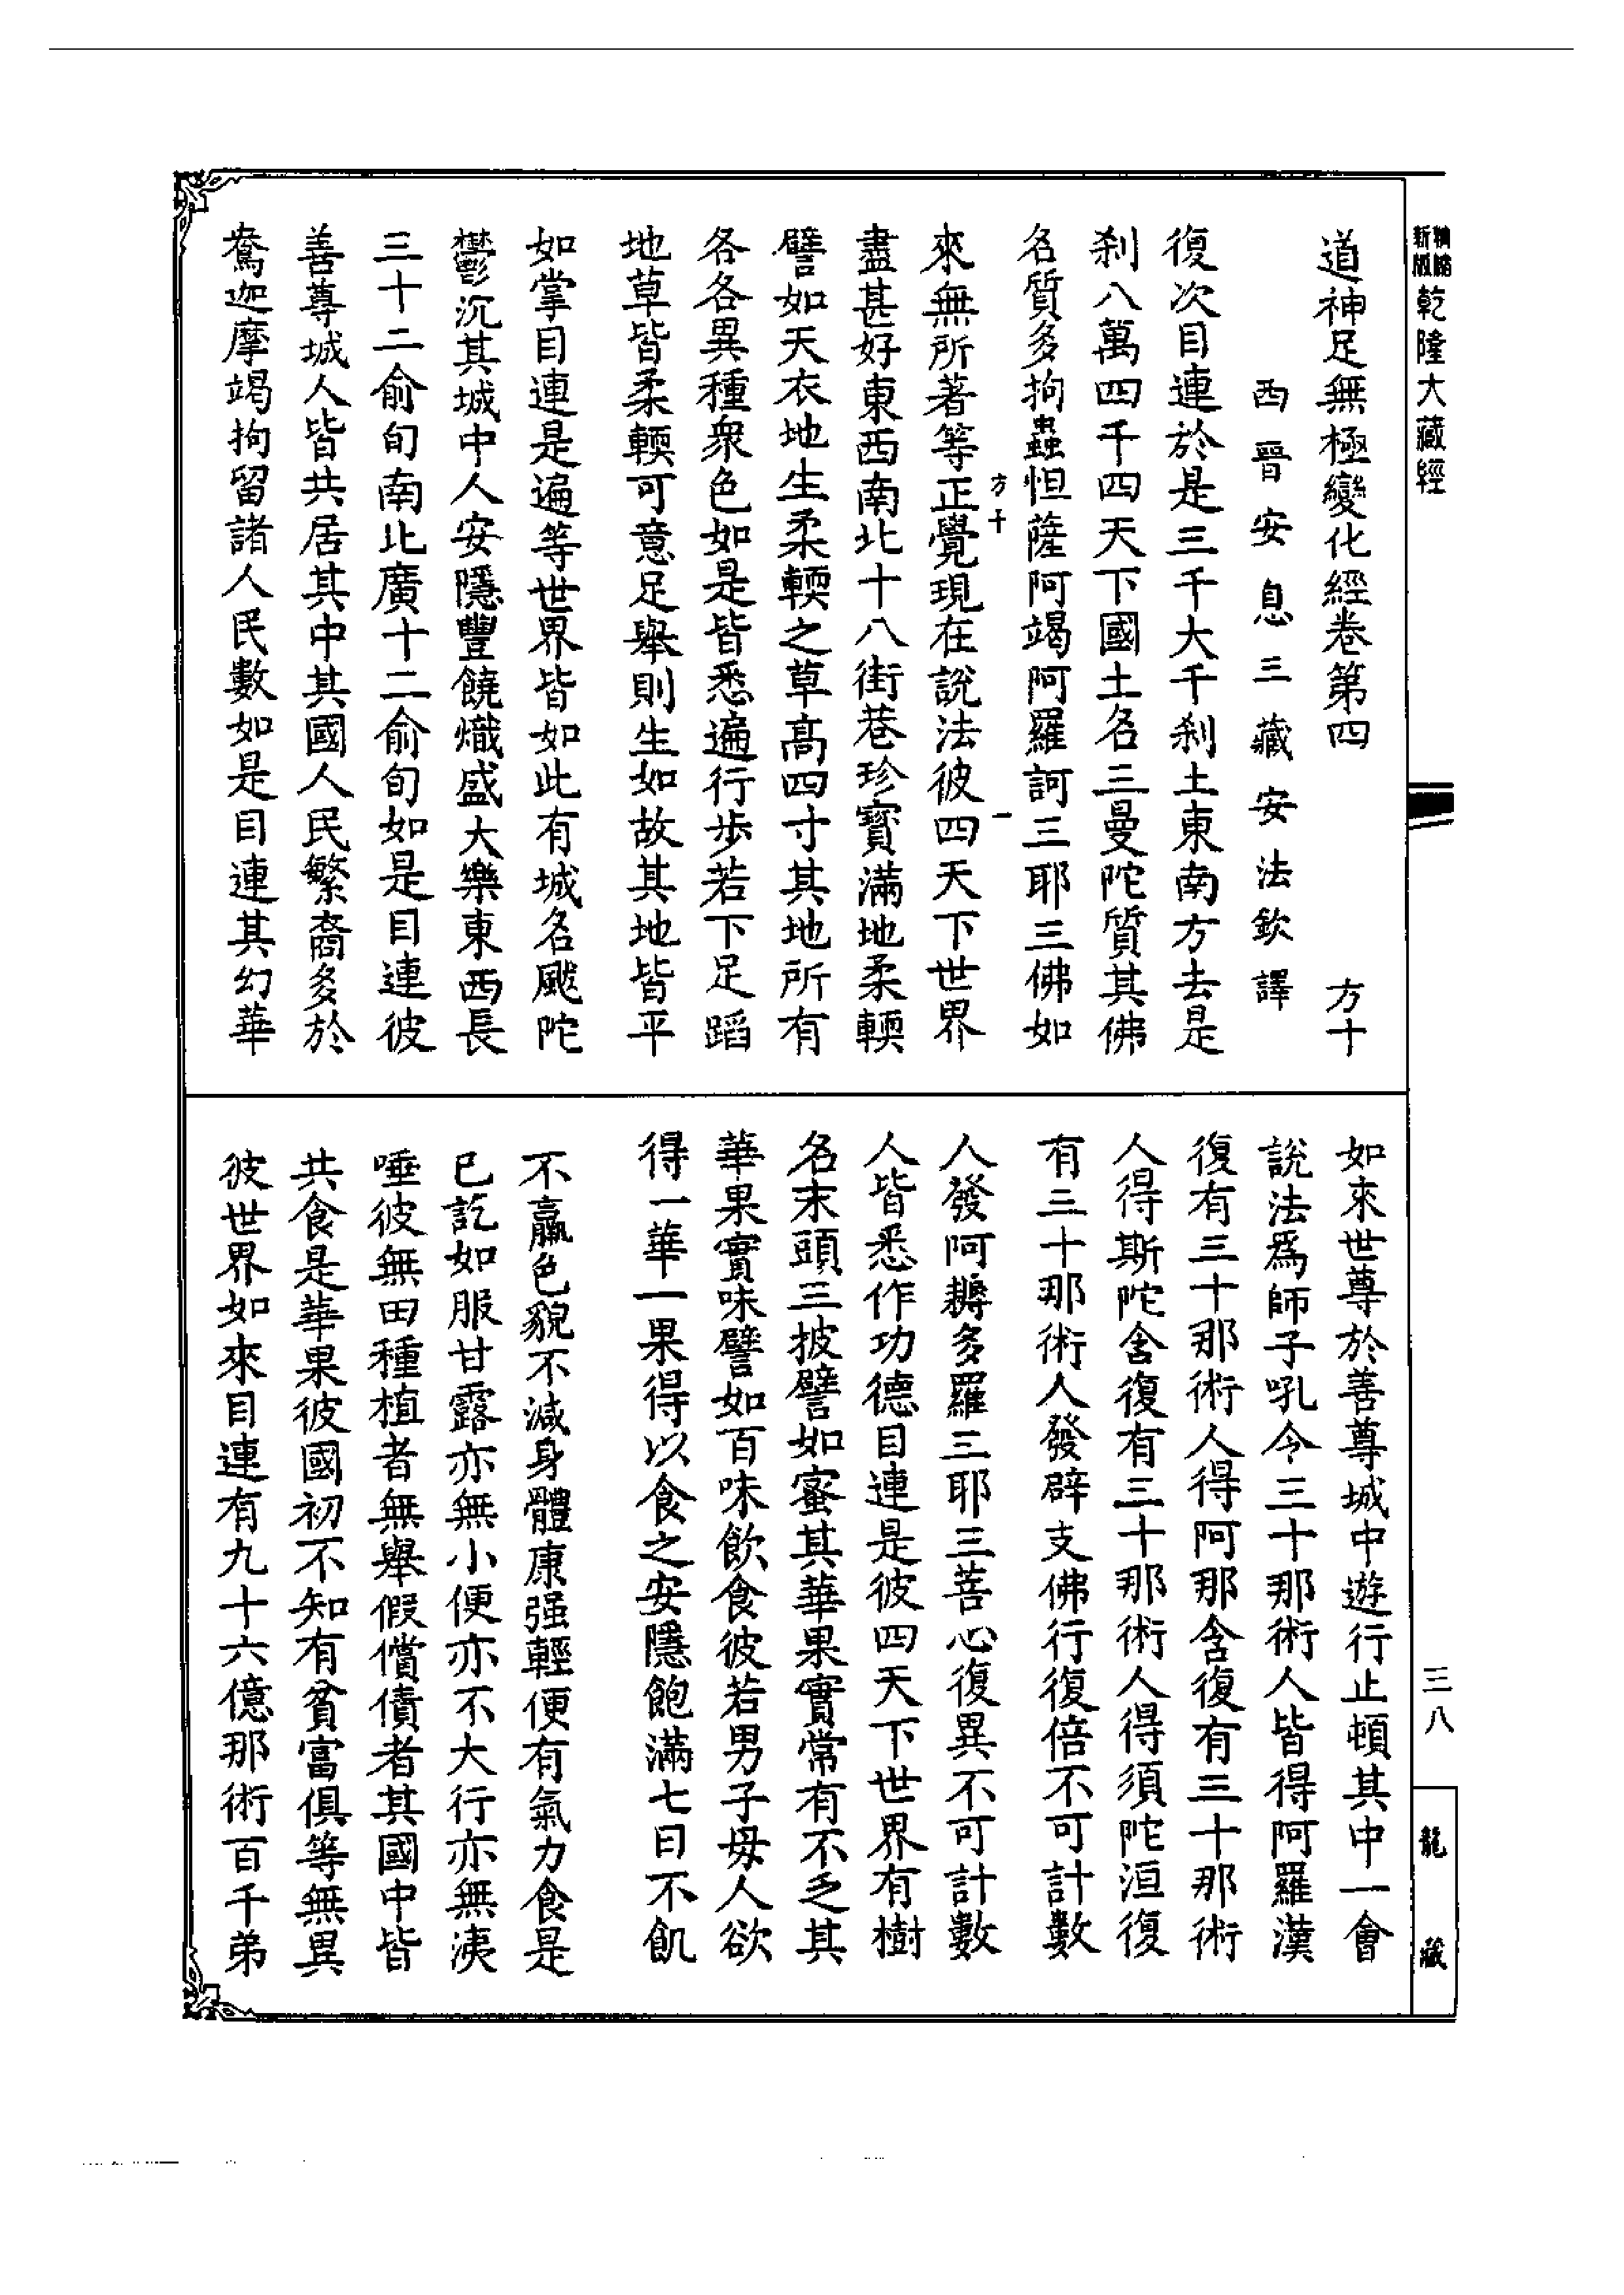 精縮新版乾隆大藏經
道神足無極變化經卷第四 方十
西晉安息三藏安法欽譯
復次目連於是三千大千刹土東南方去是
刹八萬四千四天下國土名三曼陀質其佛
名質多拘蟲怛薩阿竭阿羅訶三耶三佛如
方十 一
來無所著等正覺現在說法彼四天下世界
盡甚好東西南北十八街巷珍寶滿地柔輭
譬如天衣地生柔輭之草高四寸其地所有
各各異種衆色如是皆悉遍行步若下足蹈
地草皆柔輭可意足舉則生如故其地皆平
如掌目連是遍等世界皆如此有城名颰陀
鬱沉其城中人安隱豐饒熾盛大樂東西長
三十二俞旬南北廣十二俞旬如是目連彼
善尊城人皆共居其中其國人民繁裔多於
鴦迦摩竭拘留諸人民數如是目連其幻華
如來世尊於善尊城中遊行止頓其中一會
說法爲師子吼令三十那術人皆得阿羅漢
復有三十那術人得阿那含復有三十那術
人得斯陀含復有三十那術人得須陀洹復
有三十那術人發辟支佛行復倍不可計數
人發阿耨多羅三耶三菩心復異不可計數
人皆悉作功德目連是彼四天下世界有樹
名末頭三披譬如蜜其華果實常有不乏其
華果實味譬如百味飲食彼若男子母人欲
得一華一果得以食之安隱飽滿七日不飢
不羸色貌不減身體康强輕便有氣力食是
已訖如服甘露亦無小便亦不大行亦無洟
唾彼無田種植者無舉假償債者其國中皆
共食是華果彼國初不知有貧富俱等無異
彼世界如來目連有九十六億那術百千弟
三八
龍藏